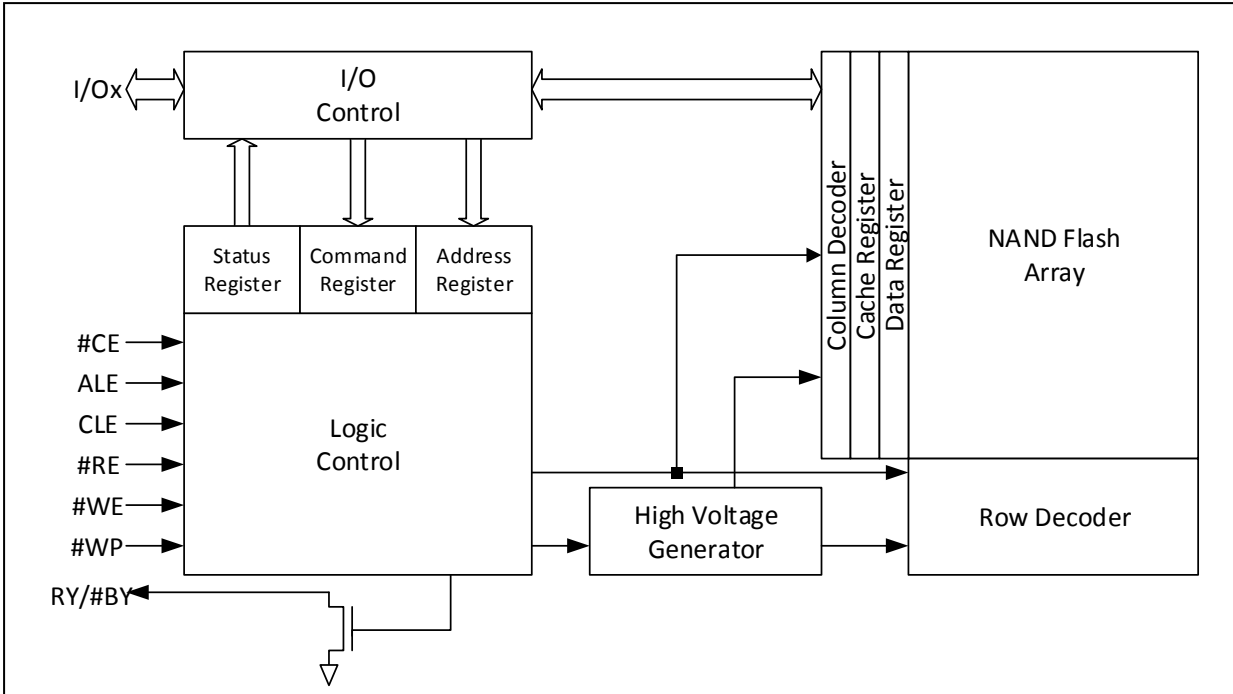 I/Ox
I/O
Control
Status
Register
Command
Register
Address
Register
#CE
ALE
CLE
#RE
#WE
#WP
RY/#BY
Logic
Control
High Voltage
Generator
Column Decoder
Cache Register
Data Register
NAND Flash
Array
Row Decoder